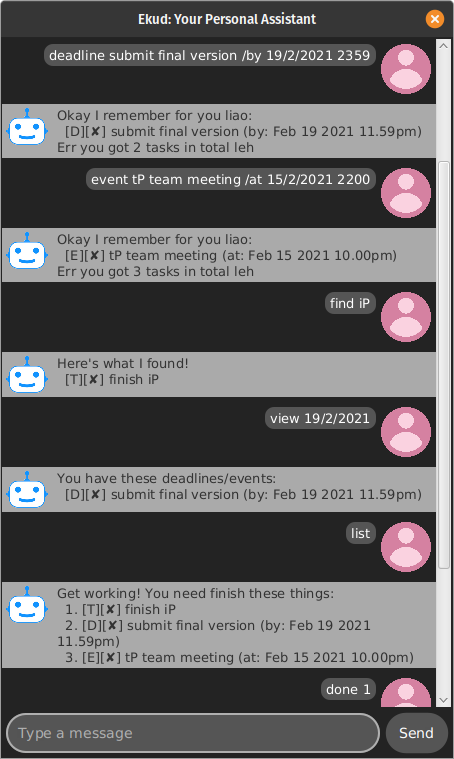 Ekud: Your Personal Assistant
deadline submit final version /by 19/2/2021 2359
Okay I remember for you liao:
[D][✘] submit final version (by: Feb 19 2021 11.59pm)
Err you got 2 tasks in total leh
event tP team meeting /at 15/2/2021 2200
Okay I remember for you liao:
[E][✘] tP team meeting (at: Feb 15 2021 10.00pm)
Err you got 3 tasks in total leh
find iP
Here's what I found!
[T][✘] finish iP
view 19/2/2021
You have these deadlines/events:
[D][✘] submit final version (by: Feb 19 2021 11.59pm)
list
Get working! You need finish these things:
1. [T][✘] finish iP
2. [D][✘] submit final version (by: Feb 19 2021
11.59pm)
3. [E][✘] tP team meeting (at: Feb 15 2021 10.00pm)
done 1
Type a message
Send